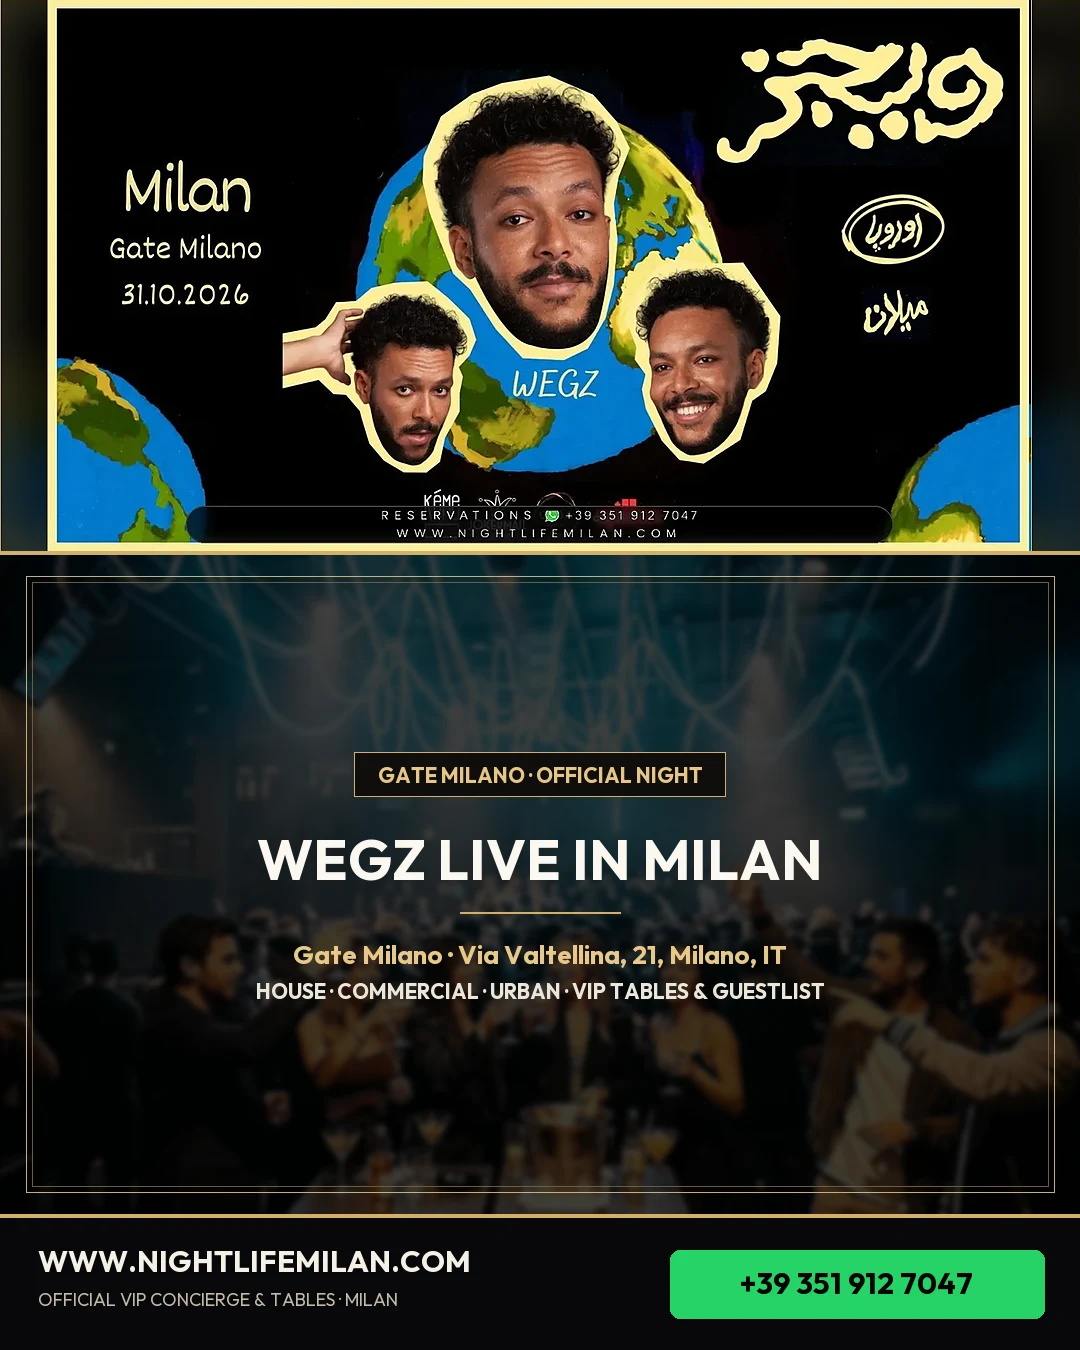 ويجز
Milan
Gate Milano
31.10.2026
اوروبا
ميلانا
WEGZ
KÉME
RESERVATIONS +39 351 912 7047
WWW.NIGHTLIFEMILAN.COM
GATE MILANO · OFFICIAL NIGHT
WEGZ LIVE IN MILAN
Gate Milano · Via Valtellina, 21, Milano, IT
HOUSE · COMMERCIAL · URBAN · VIP TABLES & GUESTLIST
WWW.NIGHTLIFEMILAN.COM
OFFICIAL VIP CONCIERGE & TABLES · MILAN
+39 351 912 7047